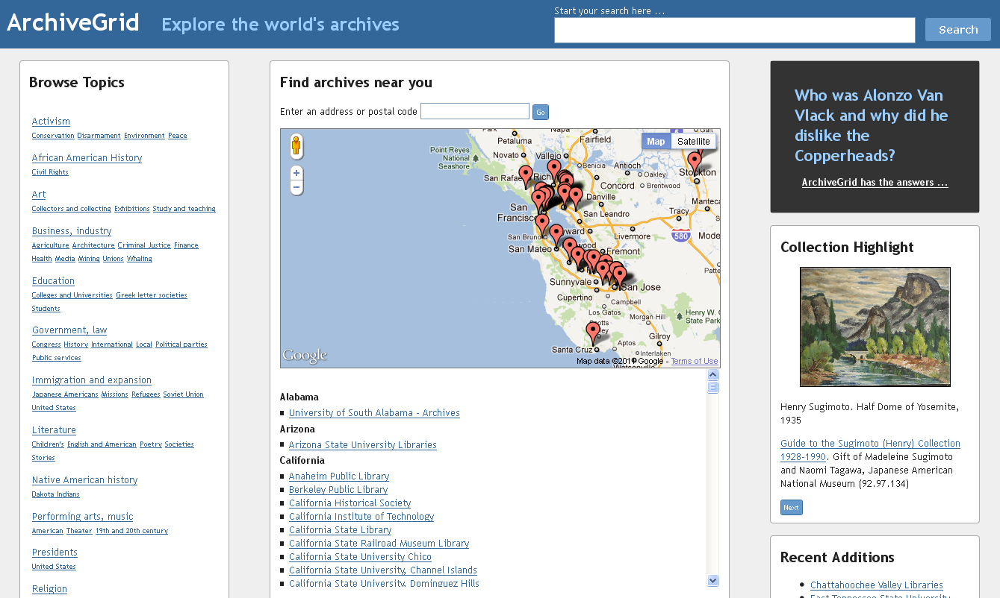 ArchiveGrid
Explore the world's archives
Start your search here ...
Search
Browse Topics
Activism
Conservation Disarmament Environment Peace
African American History
Civil Rights
Art
Collectors and collecting Exhibitions Study and teaching
Business, industry
Agriculture Architecture Criminal Justice Finance
Health Media Mining Unions Whaling
Education
Colleges and Universities Greek letter societies
Students
Government, law
Congress History International Local Political parties
Public services
Immigration and expansion
Japanese Americans Missions Refugees Soviet Union
United States
Literature
Children's English and American Poetry Societies
Stories
Native American history
Dakota Indians
Performing arts, music
American Theater 19th and 20th century
Presidents
United States
Religion
Find archives near you
Enter an address or postal code
Go
Map
Satellite
Petaluma
Napa
Fairfield
Point Reyes
National
Seashore
Novato
Vallejo
Benicia
Antioch
Oakley
Stockton
San Rafae
Concord
Brentwood
Danville
Manteca
San
Francisco
San Leandro
Tracy
San Bruno
Livermore
580
Mode
San Mateo
Fremont
Patte
Sunnyvale
San Jose
Cupertino
Campbell
Los Gatos
Morgan Hill
Henry W.
State Park
Gilroy
Santa Cruz
Aptos
Interlaken
Google
Map data ©2011 Google - Terms of Use
Alabama
University of South Alabama - Archives
Arizona
Arizona State University Libraries
California
Anaheim Public Library
Berkeley Public Library
California Historical Society
California Institute of Technology
California State Library
California State Railroad Museum Library
California State University Chico
California State University, Channel Islands
California State University, Dominguez Hills
Who was Alonzo Van
Vlack and why did he
dislike the
Copperheads?
ArchiveGrid has the answers ...
Collection Highlight
Henry Sugimoto. Half Dome of Yosemite,
1935
Guide to the Sugimoto (Henry) Collection
1928-1990. Gift of Madeleine Sugimoto
and Naomi Tagawa, Japanese American
National Museum (92.97.134)
Next
Recent Additions
Chattahoochee Valley Libraries
East Tennessee State University